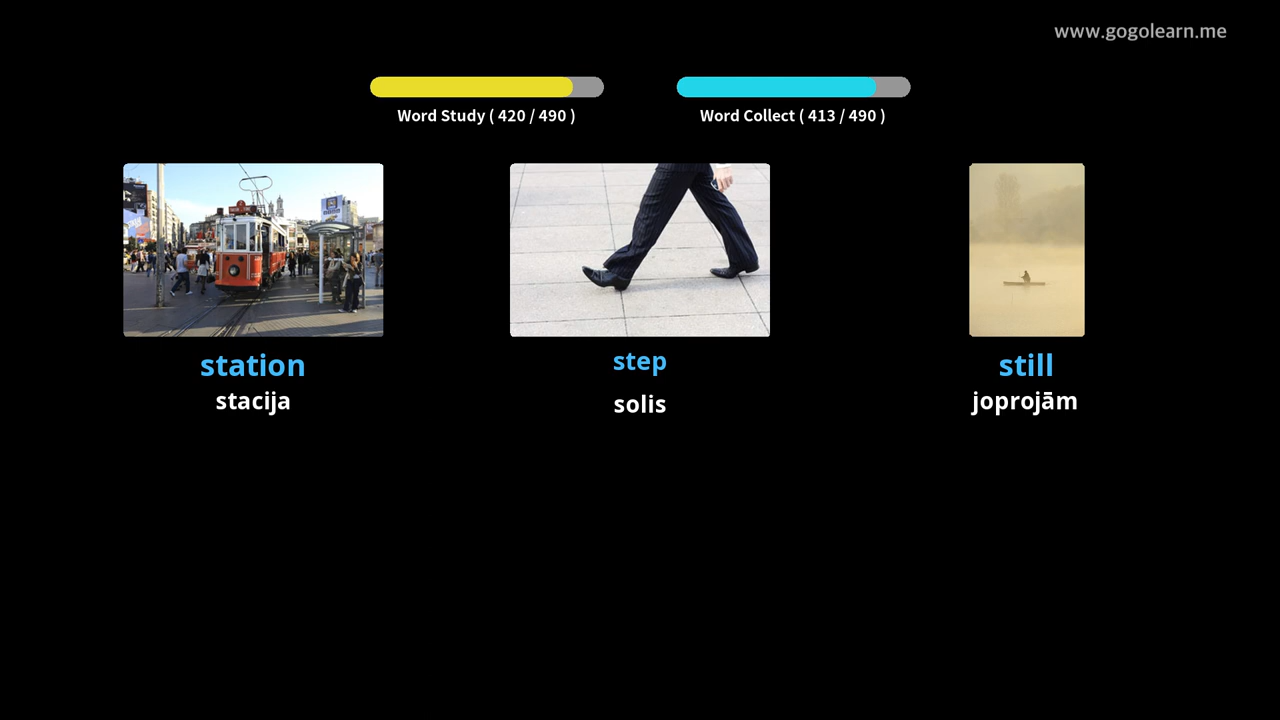 www.gogolearn.me
Word Study ( 420 / 490 )
Word Collect ( 413 / 490 )
station
step
still
stacija
solis
joprojām